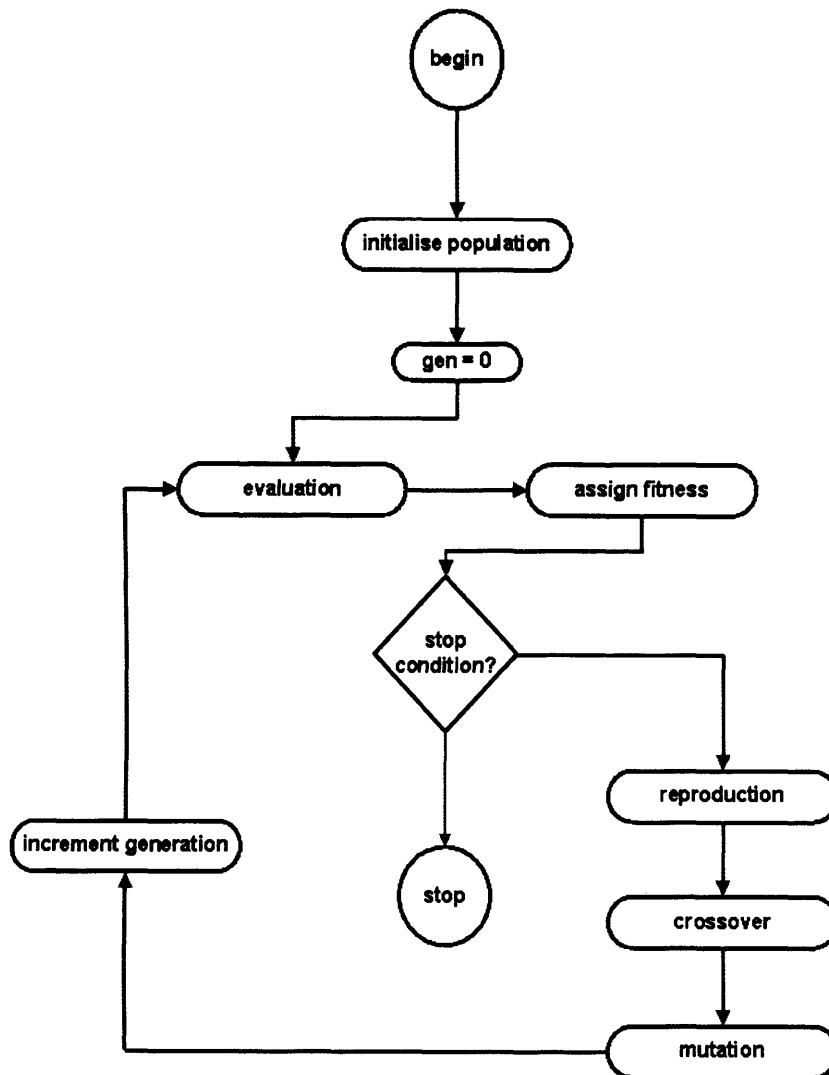 begin
initialise population
gen = 0
evaluation
assign fitness
stop
condition?
reproduction
increment generation
stop
crossover
mutation